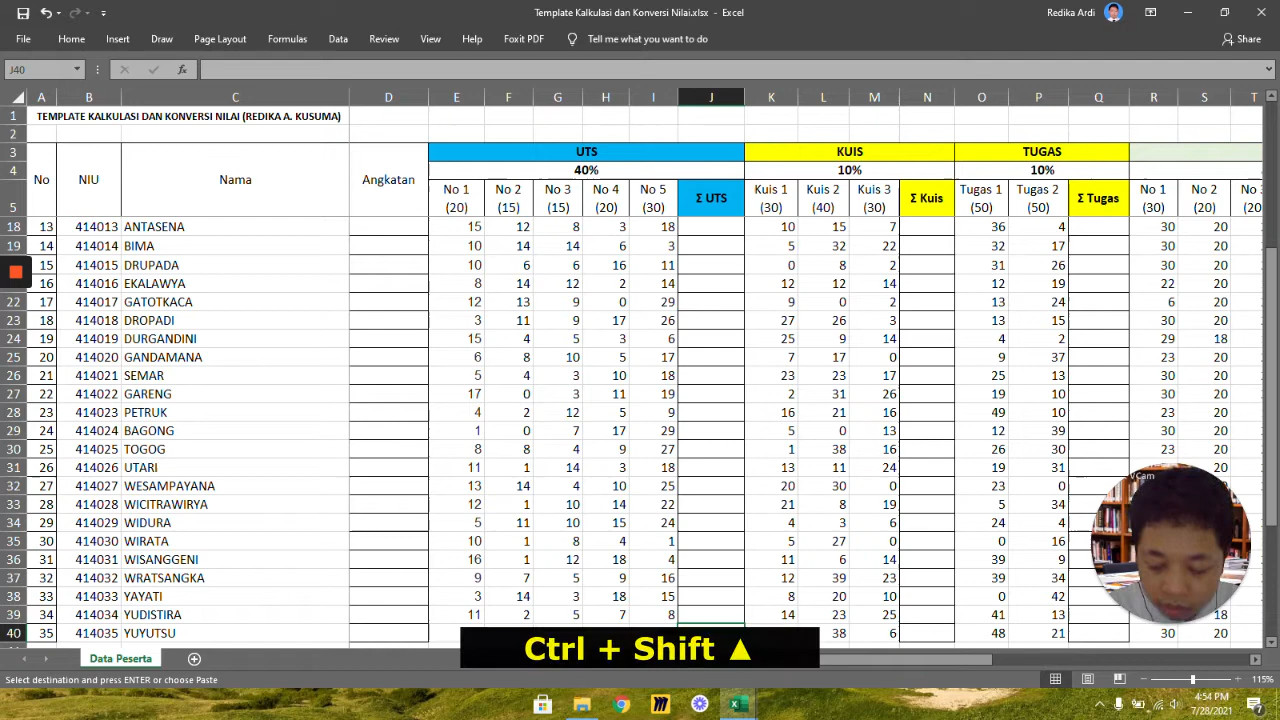 Template Kalkulasi dan Konversi Nilai.xlsx - Excel
Redika Ardi
File Home Insert Draw Page Layout Formulas Data Review View Help Foxit PDF Tell me what you want to do Share
J40 fx
A B C D E F G H I J K L M N O P Q R S T
1 TEMPLATE KALKULASI DAN KONVERSI NILAI (REDIKA A. KUSUMA)
2
3 UTS KUIS TUGAS
4 40% 10% 10%
No NIU Nama Angkatan
5 No 1 (20) No 2 (15) No 3 (15) No 4 (20) No 5 (30) Σ UTS Kuis 1 (30) Kuis 2 (40) Kuis 3 (30) Σ Kuis Tugas 1 (50) Tugas 2 (50) Σ Tugas No 1 (30) No 2 (20)
18 13 414013 ANTASENA 15 12 8 3 18 10 15 7 36 4 30 20
19 14 414014 BIMA 10 14 14 6 3 5 32 22 32 17 30 20
15 414015 DRUPADA 10 6 6 16 11 0 8 2 31 26 30 20
16 414016 EKALAWYA 8 14 12 2 14 12 12 14 12 19 22 20
22 17 414017 GATOTKACA 12 13 9 0 29 9 0 2 13 24 6 20
23 18 414018 DROPADI 3 11 9 17 26 27 26 3 13 15 30 20
24 19 414019 DURGANDINI 15 4 5 3 6 25 9 14 4 2 29 18
25 20 414020 GANDAMANA 6 8 10 5 17 7 17 0 9 37 23 20
26 21 414021 SEMAR 5 4 3 10 18 23 23 17 25 13 30 20
27 22 414022 GARENG 17 0 3 11 19 2 31 26 19 10 30 20
28 23 414023 PETRUK 4 2 12 5 9 16 21 16 49 10 23 20
29 24 414024 BAGONG 1 0 7 17 29 5 0 13 12 39 30 20
30 25 414025 TOGOG 8 8 4 9 27 1 38 16 26 30 23 20
31 26 414026 UTARI 11 1 14 3 18 13 11 24 19 31
32 27 414027 WESAMPAYANA 13 14 4 10 25 20 30 0 23 0
33 28 414028 WICITRAWIRYA 12 1 10 14 22 21 8 19 5 34
34 29 414029 WIDURA 5 11 10 15 24 4 3 6 24 4
35 30 414030 WIRATA 10 1 8 4 1 5 27 0 0 16
36 31 414031 WISANGGENI 16 3 12 18 4 11 6 14 39 9
37 32 414032 WRATSANGKA 9 7 5 9 16 12 39 23 39 34
38 33 414033 YAYATI 3 14 3 18 15 8 20 10 0 42
39 34 414034 YUDISTIRA 11 2 5 7 8 14 23 25 41 13 18
40 35 414035 YUYUTSU 38 6 48 21 30 20
VCam
Ctrl + Shift ▲
Data Peserta
Select destination and press ENTER or choose Paste
115%
4:54 PM
7/28/2021